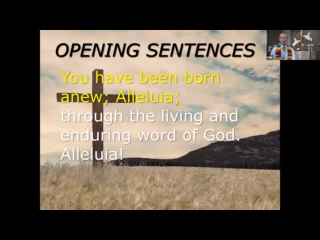 OPENING SENTENCES
You have been born
anew; Alleluia;
through the living and
enduring word of God.
Alleluia!